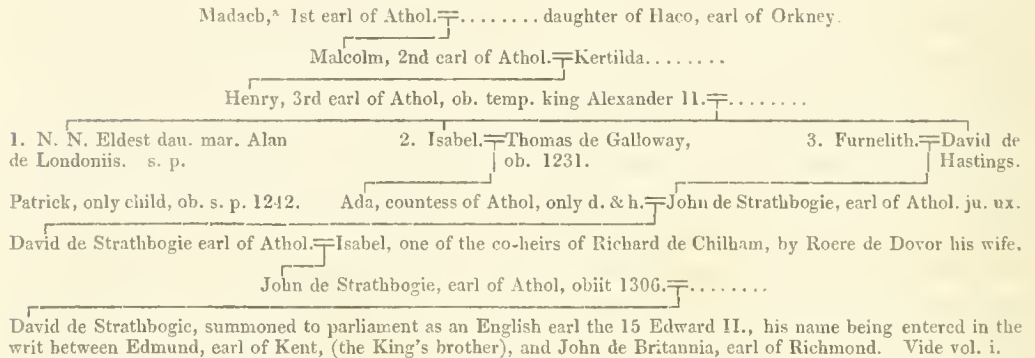 Madach,ᵃ 1st earl of Athol.=........ daughter of Haco, earl of Orkney.
Malcolm, 2nd earl of Athol.=Kertilda........
Henry, 3rd earl of Athol, ob. temp. king Alexander II.=........
1. N. N. Eldest dau. mar. Alan de Londoniis. s. p.
2. Isabel.=Thomas de Galloway, ob. 1231.
3. Furnelith.=David de Hastings.
Patrick, only child, ob. s. p. 1242. Ada, countess of Athol, only d. & h.=John de Strathbogie, earl of Athol. ju. ux.
David de Strathbogie earl of Athol.=Isabel, one of the co-heirs of Richard de Chilham, by Roere de Dovor his wife.
John de Strathbogie, earl of Athol, obiit 1306.=........
David de Strathbogie, summoned to parliament as an English earl the 15 Edward II., his name being entered in the
writ between Edmund, earl of Kent, (the King's brother), and John de Britannia, earl of Richmond. Vide vol. i.